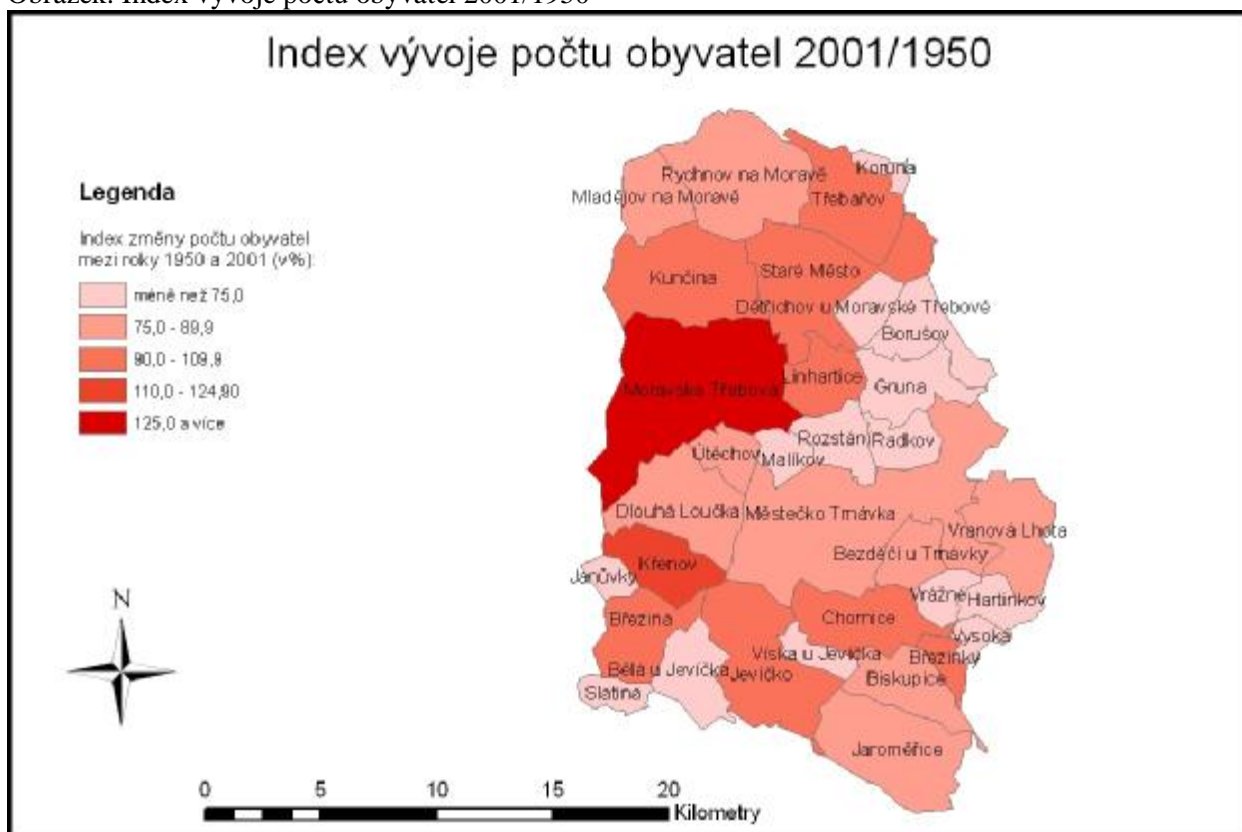 Obrázek: Index vývoje počtu obyvatel 2001/1950
Index vývoje počtu obyvatel 2001/1950
Legenda
Index změny počtu obyvatel
mezi roky 1950 a 2001 (v%):
méně než 75,0
75,0 - 89,9
90,0 - 109,9
110,0 - 124,90
125,0 a více
Koruna
Rychnov na Moravě
Mladějov na Moravě
Třebařov
Staré Město
Kunčina
Dětřichov u Moravské Třebové
Borušov
Linhartice
Gruna
Moravská Třebová
Rozstání
Radkov
Útěchov
Malíkov
Dlouhá Loučka
Městečko Trnávka
Vranová Lhota
Bezděčí u Trnávky
Křenov
Janůvky
Vrážné
Hartinkov
Březina
Chornice
Vysoká
Víska u Jevíčka
Březinky
Bělá u Jevíčka
Jevíčko
Biskupice
Slatina
Jaroměřice
N
0 5 10 15 20
Kilometry